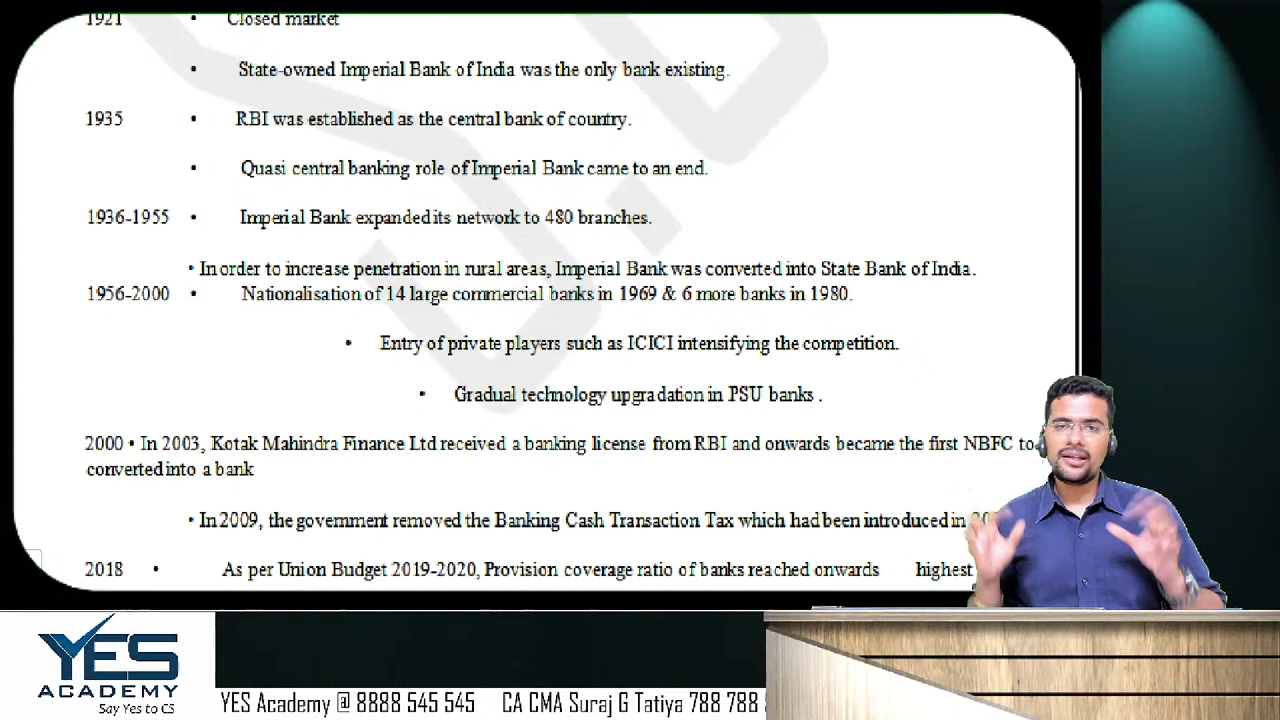 1921 • Closed market
• State-owned Imperial Bank of India was the only bank existing.
1935 • RBI was established as the central bank of country.
• Quasi central banking role of Imperial Bank came to an end.
1936-1955 • Imperial Bank expanded its network to 480 branches.
• In order to increase penetration in rural areas, Imperial Bank was converted into State Bank of India.
1956-2000 • Nationalisation of 14 large commercial banks in 1969 & 6 more banks in 1980.
• Entry of private players such as ICICI intensifying the competition.
• Gradual technology upgradation in PSU banks .
2000 • In 2003, Kotak Mahindra Finance Ltd received a banking license from RBI and onwards became the first NBFC to
converted into a bank
• In 2009, the government removed the Banking Cash Transaction Tax which had been introduced in
2018 • As per Union Budget 2019-2020, Provision coverage ratio of banks reached onwards highest
YES
ACADEMY
Say Yes to CS
YES Academy @ 8888 545 545 CA CMA Suraj G Tatiya 788 788